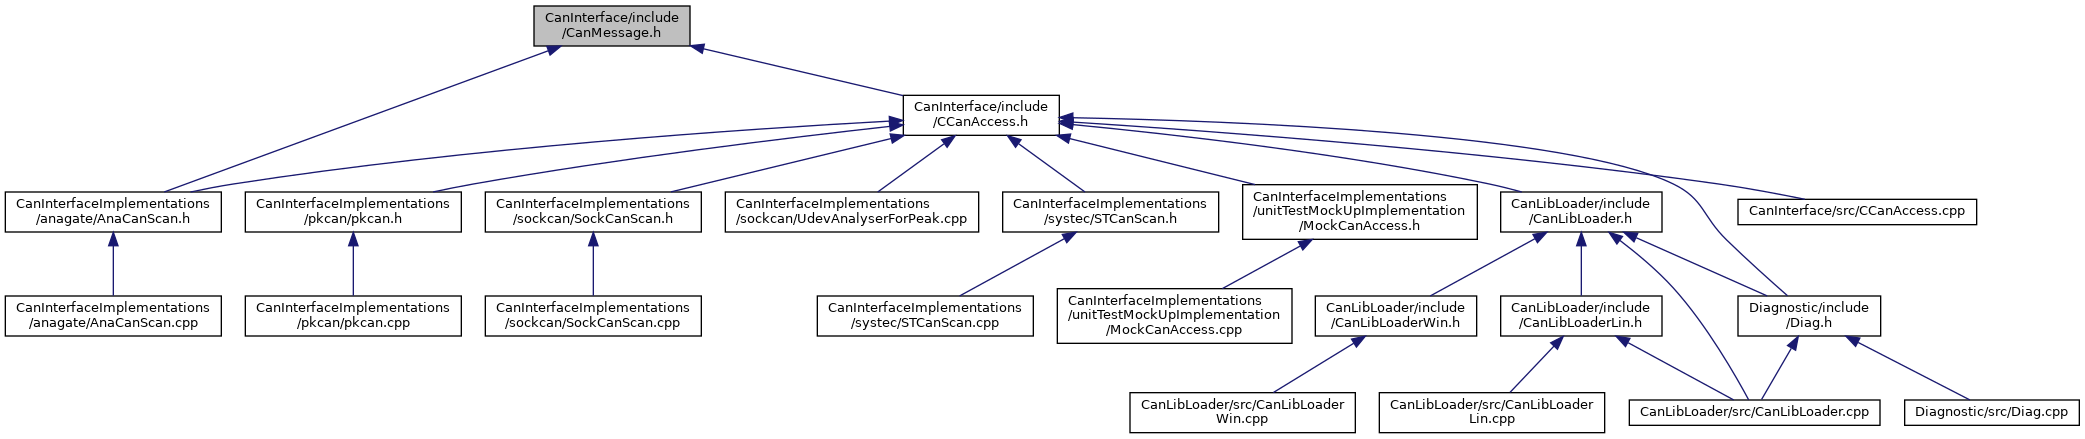 CanInterface/include
/CanMessage.h
CanInterface/include
/CCanAccess.h
CanInterfaceImplementations
/anagate/AnaCanScan.h
CanInterfaceImplementations
/pkcan/pkcan.h
CanInterfaceImplementations
/sockcan/SockCanScan.h
CanInterfaceImplementations
/sockcan/UdevAnalyserForPeak.cpp
CanInterfaceImplementations
/systec/STCanScan.h
CanInterfaceImplementations
/unitTestMockUpImplementation
/MockCanAccess.h
CanLibLoader/include
/CanLibLoader.h
CanInterface/src/CCanAccess.cpp
CanInterfaceImplementations
/anagate/AnaCanScan.cpp
CanInterfaceImplementations
/pkcan/pkcan.cpp
CanInterfaceImplementations
/sockcan/SockCanScan.cpp
CanInterfaceImplementations
/systec/STCanScan.cpp
CanInterfaceImplementations
/unitTestMockUpImplementation
/MockCanAccess.cpp
CanLibLoader/include
/CanLibLoaderWin.h
CanLibLoader/include
/CanLibLoaderLin.h
Diagnostic/include
/Diag.h
CanLibLoader/src/CanLibLoader
Win.cpp
CanLibLoader/src/CanLibLoader
Lin.cpp
CanLibLoader/src/CanLibLoader.cpp
Diagnostic/src/Diag.cpp